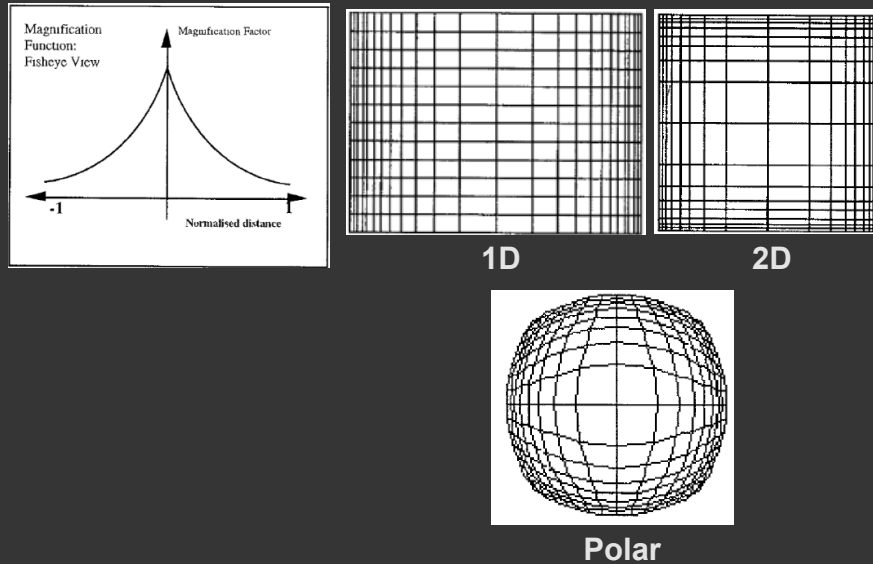 Magnification
Function:
Fisheye View
Magnification Factor
-1
1
Normalised distance
1D
2D
Polar